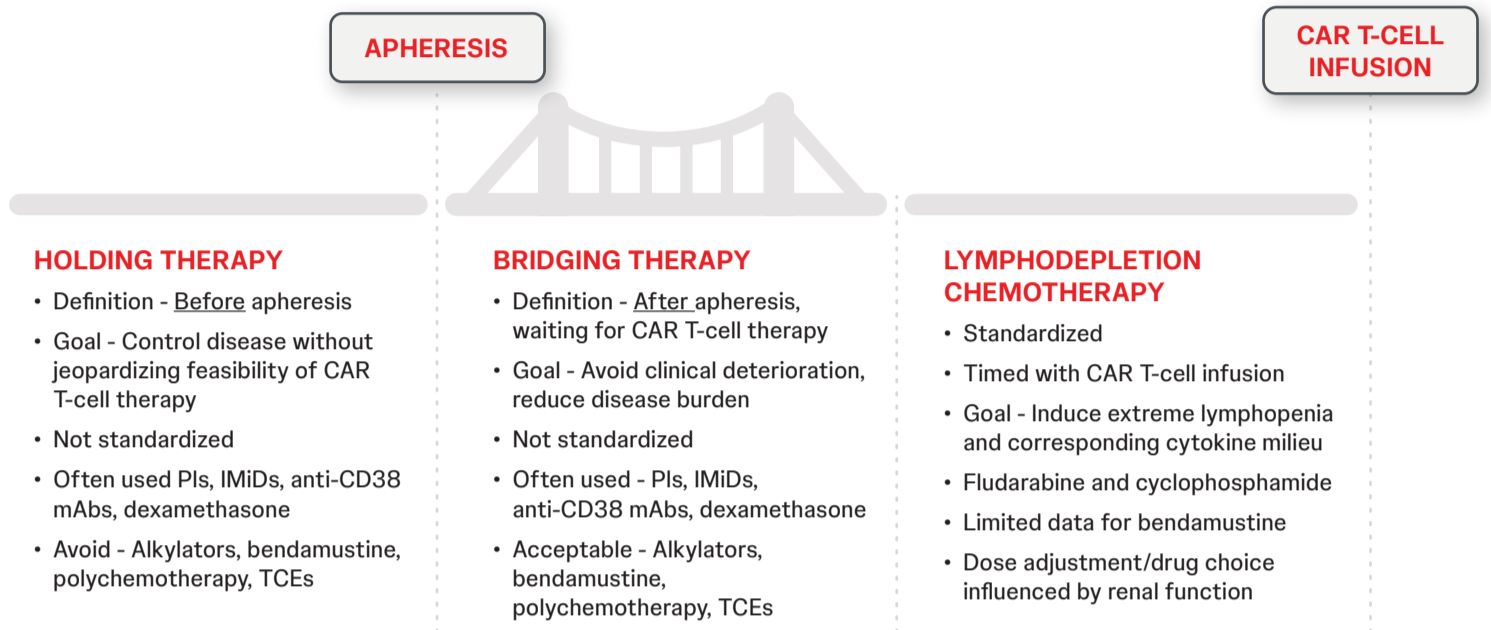 APHERESIS
CAR T-CELL
INFUSION
HOLDING THERAPY
• Definition - Before apheresis
• Goal - Control disease without
jeopardizing feasibility of CAR
T-cell therapy
• Not standardized
• Often used PIs, IMiDs, anti-CD38
mAbs, dexamethasone
• Avoid - Alkylators, bendamustine,
polychemotherapy, TCEs
BRIDGING THERAPY
• Definition - After apheresis,
waiting for CAR T-cell therapy
• Goal - Avoid clinical deterioration,
reduce disease burden
• Not standardized
• Often used - PIs, IMiDs,
anti-CD38 mAbs, dexamethasone
• Acceptable - Alkylators,
bendamustine,
polychemotherapy, TCEs
LYMPHODEPLETION
CHEMOTHERAPY
• Standardized
• Timed with CAR T-cell infusion
• Goal - Induce extreme lymphopenia
and corresponding cytokine milieu
• Fludarabine and cyclophosphamide
• Limited data for bendamustine
• Dose adjustment/drug choice
influenced by renal function